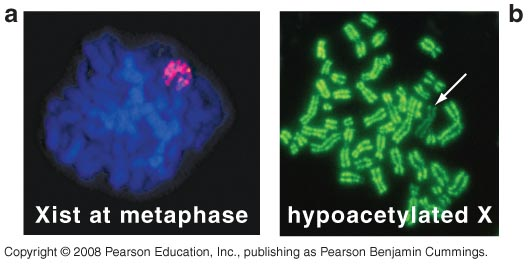 a
b
Xist at metaphase
hypoacetylated X
Copyright © 2008 Pearson Education, Inc., publishing as Pearson Benjamin Cummings.